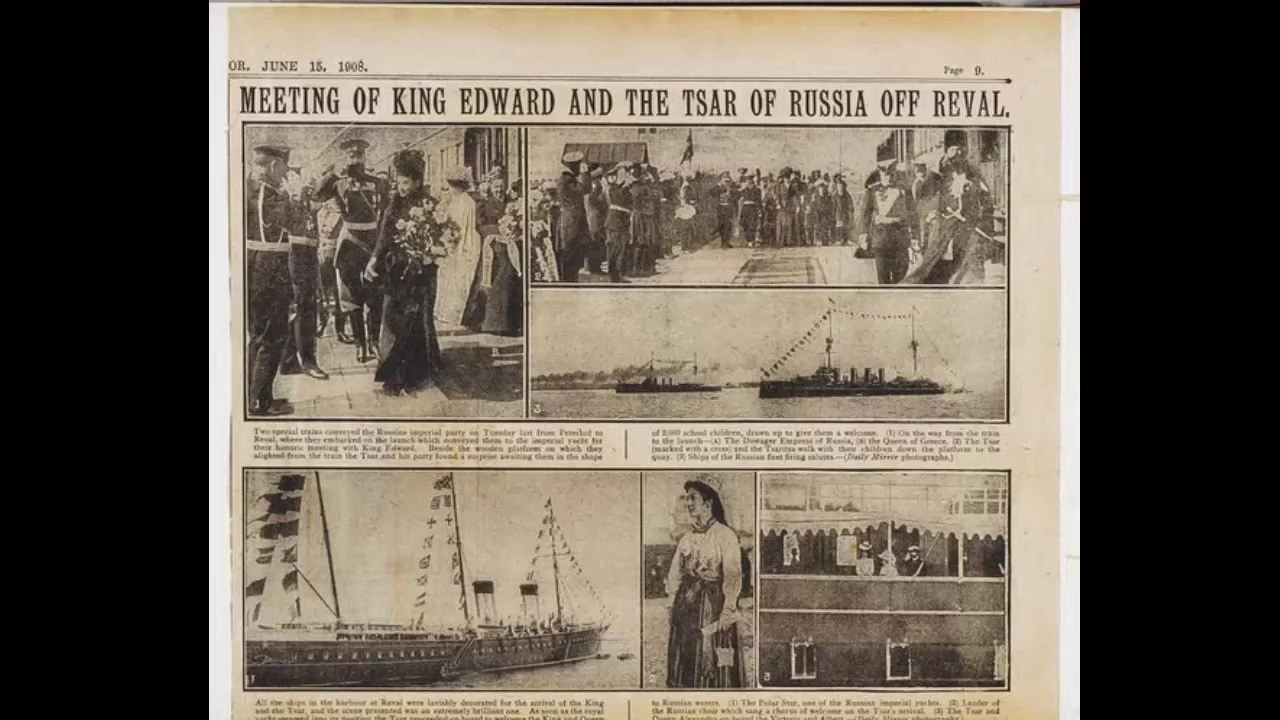 OR, JUNE 15, 1908.
Page 9.
MEETING OF KING EDWARD AND THE TSAR OF RUSSIA OFF REVAL.
Two special trains conveyed the Russian imperial party on Tuesday last from Peterhof to
Reval, where they embarked on the launch which conveyed them to the imperial yacht for
their historic meeting with King Edward. Beside the wooden platform on which they
alighted from the train the Tsar and his party found a surprise awaiting them in the shape
of 2,000 school children, drawn up to give them a welcome. (1) On the way from the train
to the launch—(A) The Dowager Empress of Russia, (B) the Queen of Greece. (2) The Tsar
(marked with a cross) and the Tsaritsa walk with their children down the platform to the
quay. (3) Ships of the Russian fleet firing salutes.—(Daily Mirror photographs.)
All the ships in the harbour at Reval were lavishly decorated for the arrival of the King
and the Tsar, and the scene presented was an extremely brilliant one. As soon as the royal
to Russian waters. (1) The Polar Star, one of the Russian imperial yachts. (2) Leader of
the Russian choir which sang a chorus of welcome on the Tsar's arrival. (3) The Tsar and